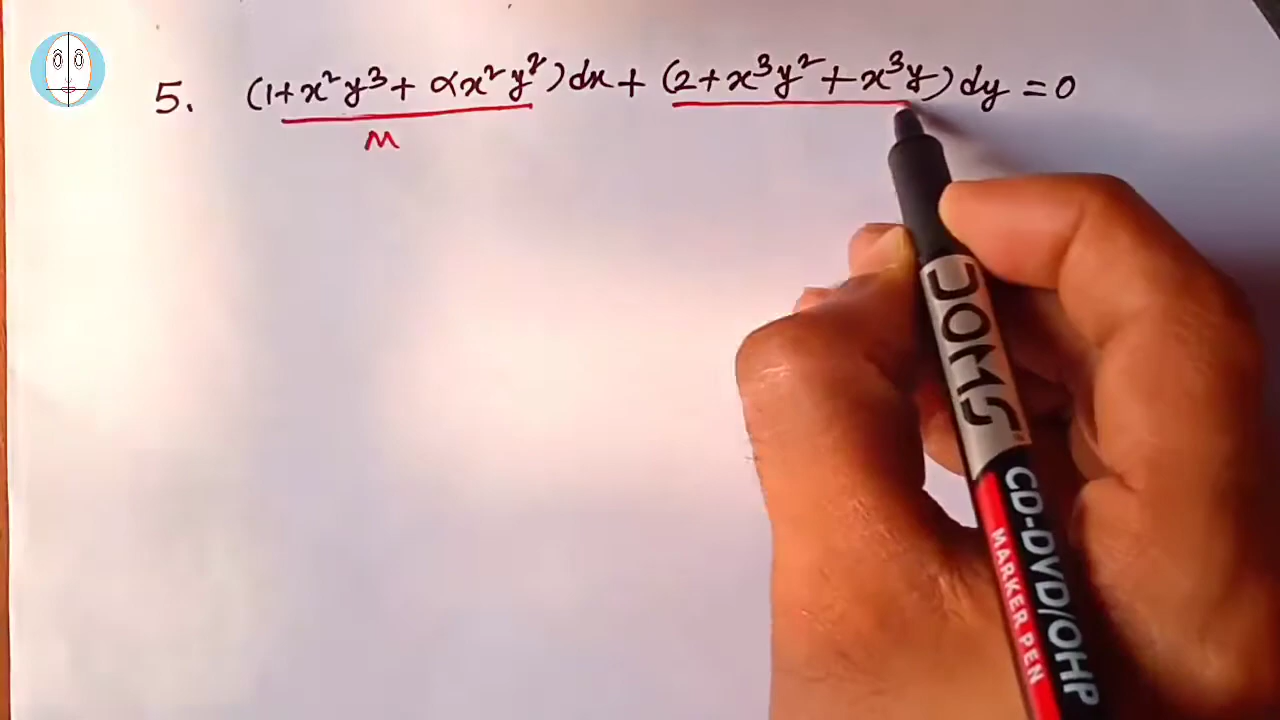 5. (1+x²y³+ αx²y²)dx + (2+x³y²+x³y)dy = 0
M
DOMS
CD-DVD/OHP
MARKER PEN